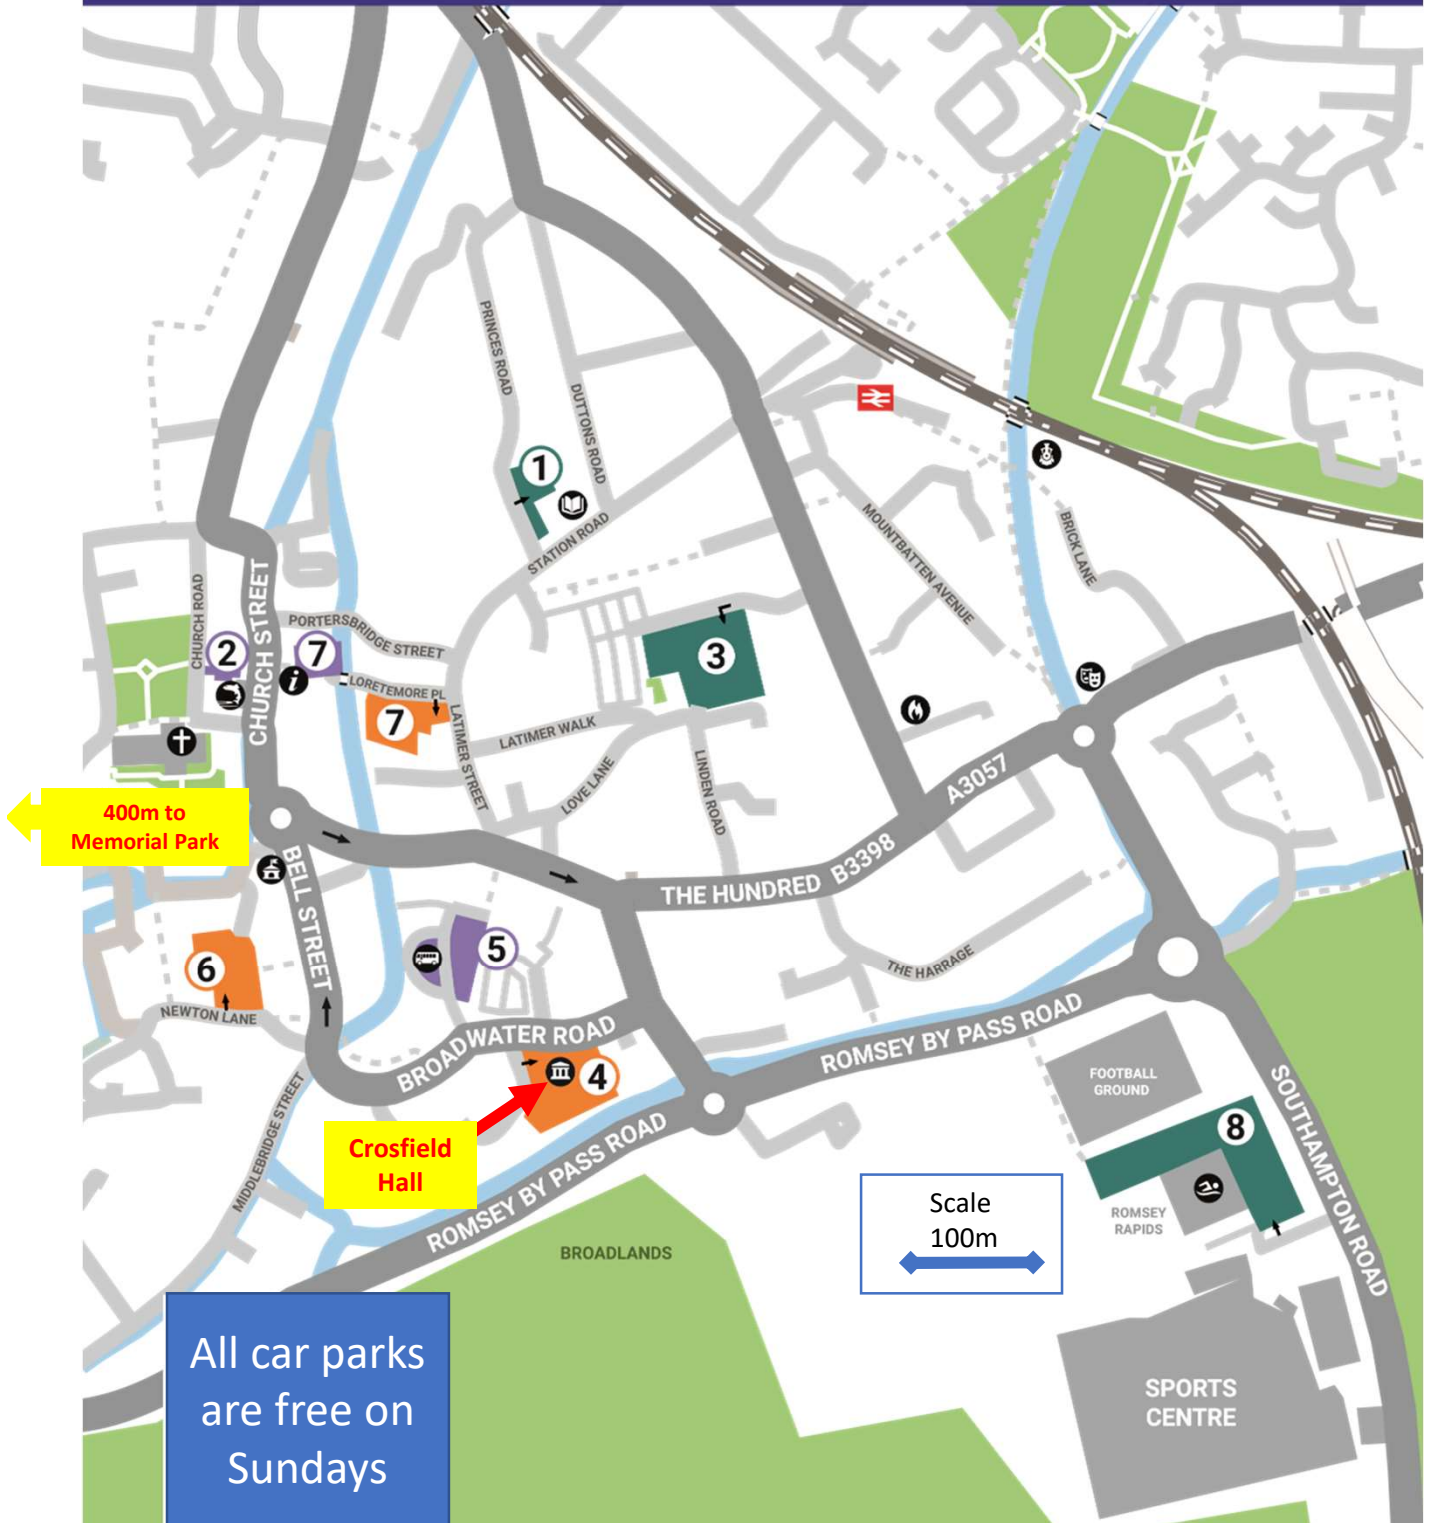 PRINCES ROAD
DUTTONS ROAD
1
STATION ROAD
MOUNTBATTEN AVENUE
BRICK LANE
CHURCH ROAD
CHURCH STREET
PORTERSBRIDGE STREET
2
7
i
LORETEMORE PL
3
7
LATIMER STREET
LATIMER WALK
LOVE LANE
LINDEN ROAD
A3057
400m to
Memorial Park
BELL STREET
THE HUNDRED
B3398
5
6
THE HARRAGE
NEWTON LANE
BROADWATER ROAD
ROMSEY BY PASS ROAD
4
FOOTBALL
GROUND
SOUTHAMPTON ROAD
MIDDLEBRIDGE STREET
Crosfield
Hall
ROMSEY BY PASS ROAD
8
ROMSEY
RAPIDS
Scale
100m
BROADLANDS
All car parks
are free on
Sundays
SPORTS
CENTRE